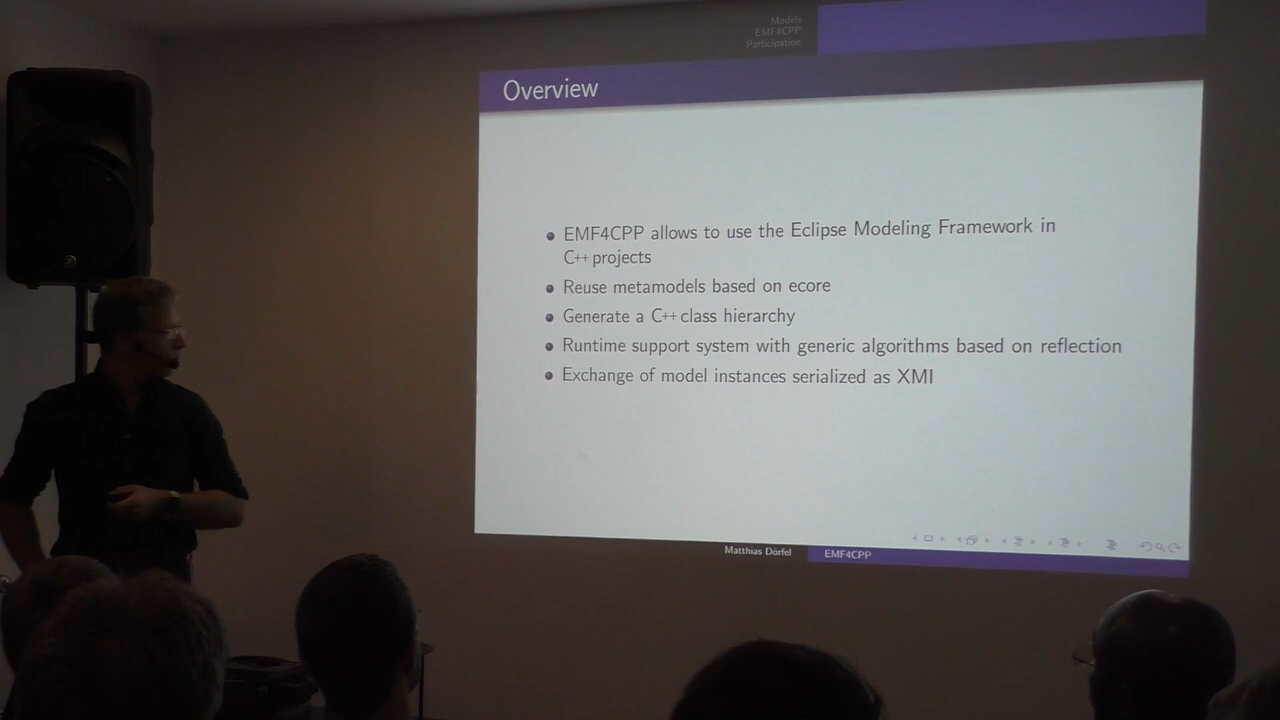 Models
EMF4CPP
Participation
Overview
EMF4CPP allows to use the Eclipse Modeling Framework in
C++ projects
Reuse metamodels based on ecore
Generate a C++ class hierarchy
Runtime support system with generic algorithms based on reflection
Exchange of model instances serialized as XMI
Matthias Dörfel
EMF4CPP